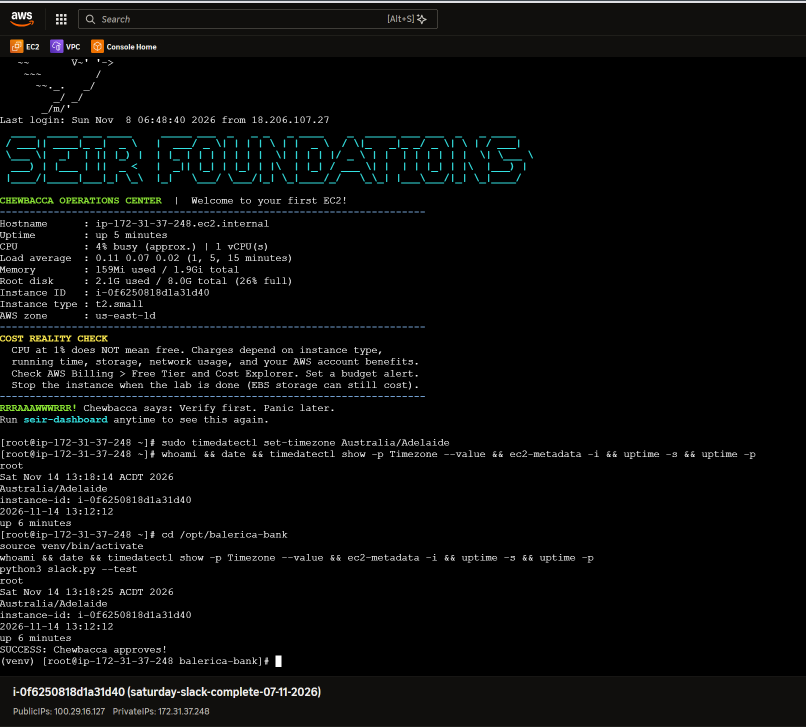 aws
Search [Alt+S]
EC2 VPC Console Home
Last login: Sun Nov  8 06:48:40 2026 from 18.206.107.27
SEIR FOUNDATIONS
CHEWBACCA OPERATIONS CENTER  |  Welcome to your first EC2!
Hostname      : ip-172-31-37-248.ec2.internal
Uptime        : up 5 minutes
CPU           : 4% busy (approx.) | 1 vCPU(s)
Load average  : 0.11 0.07 0.02 (1, 5, 15 minutes)
Memory        : 159Mi used / 1.9Gi total
Root disk     : 2.1G used / 8.0G total (26% full)
Instance ID   : i-0f6250818d1a31d40
Instance type : t2.small
AWS zone      : us-east-1d
COST REALITY CHECK
CPU at 1% does NOT mean free. Charges depend on instance type,
running time, storage, network usage, and your AWS account benefits.
Check AWS Billing > Free Tier and Cost Explorer. Set a budget alert.
Stop the instance when the lab is done (EBS storage can still cost).
RRRAAAWWWRRR! Chewbacca says: Verify first. Panic later.
Run seir-dashboard anytime to see this again.
[root@ip-172-31-37-248 ~]# sudo timedatectl set-timezone Australia/Adelaide
[root@ip-172-31-37-248 ~]# whoami && date && timedatectl show -p Timezone --value && ec2-metadata -i && uptime -s && uptime -p
root
Sat Nov 14 13:18:14 ACDT 2026
Australia/Adelaide
instance-id: i-0f6250818d1a31d40
2026-11-14 13:12:12
up 6 minutes
[root@ip-172-31-37-248 ~]# cd /opt/balerica-bank
source venv/bin/activate
whoami && date && timedatectl show -p Timezone --value && ec2-metadata -i && uptime -s && uptime -p
python3 slack.py --test
root
Sat Nov 14 13:18:25 ACDT 2026
Australia/Adelaide
instance-id: i-0f6250818d1a31d40
2026-11-14 13:12:12
up 6 minutes
SUCCESS: Chewbacca approves!
(venv) [root@ip-172-31-37-248 balerica-bank]#
i-0f6250818d1a31d40 (saturday-slack-complete-07-11-2026)
PublicIPs: 100.29.16.127  PrivateIPs: 172.31.37.248